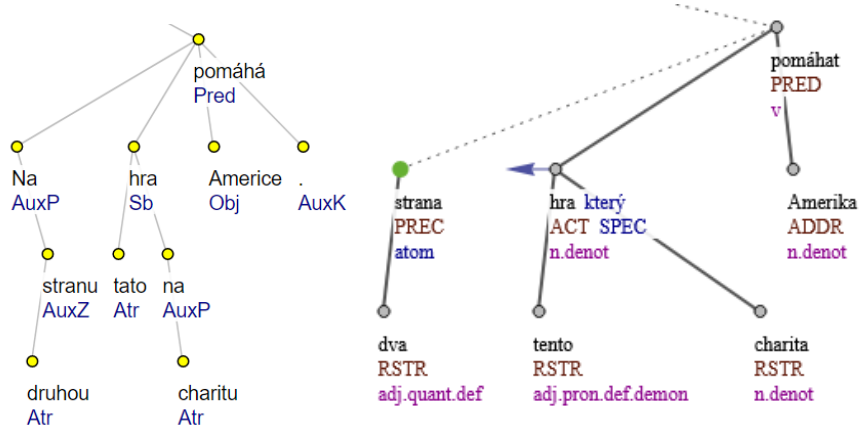 pomáhá
Pred
Na
AuxP
hra
Sb
Americe
Obj
.
AuxK
stranu
AuxZ
tato
Atr
na
AuxP
druhou
Atr
charitu
Atr
pomáhat
PRED
v
strana
PREC
atom
hra který
ACT SPEC
n.denot
Amerika
ADDR
n.denot
dva
RSTR
adj.quant.def
tento
RSTR
adj.pron.def.demon
charita
RSTR
n.denot